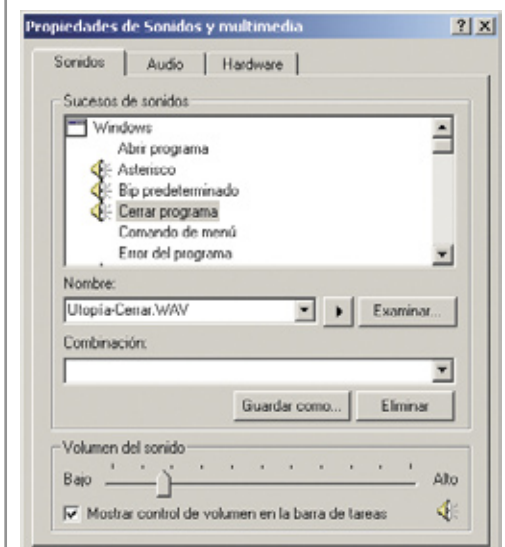 Propiedades de Sonidos y multimedia
Sonidos Audio Hardware
Sucesos de sonidos
Windows
Abrir programa
Asterisco
Bip predeterminado
Cerrar programa
Comando de menú
Error del programa
Nombre:
Utopía-Cerrar.WAV Examinar...
Combinación:
Guardar como... Eliminar
Volumen del sonido
Bajo Alto
Mostrar control de volumen en la barra de tareas